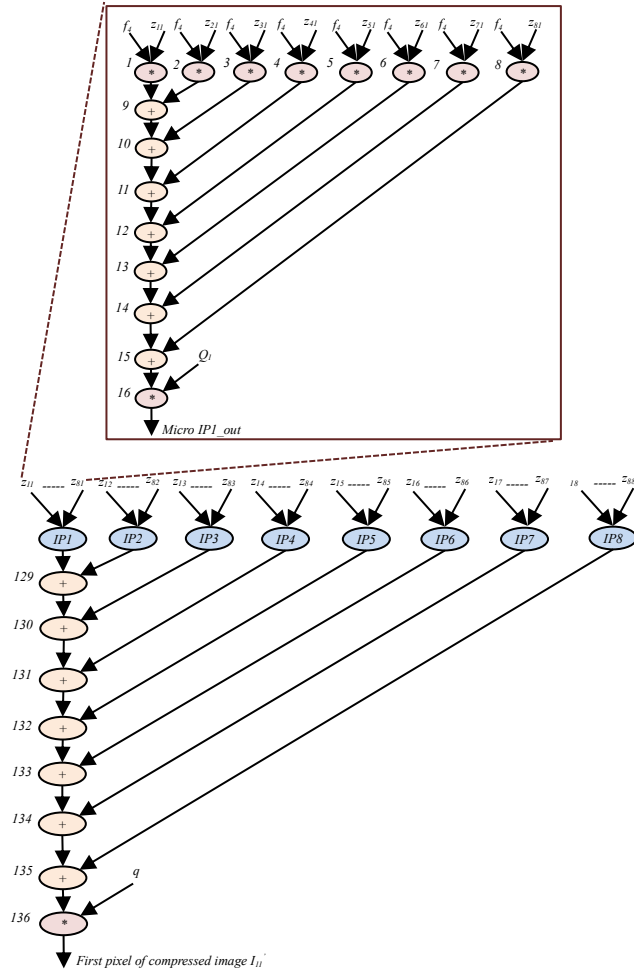 f4 z11 f4 z21 f4 z31 f4 z41 f4 z51 f4 z61 f4 z71 f4 z81
1 * 2 * 3 * 4 * 5 * 6 * 7 * 8 *
9 +
10 +
11 +
12 +
13 +
14 +
15 +
Q1
16 *
Micro IP1_out
z11 ----- z81 z12 ----- z82 z13 ----- z83 z14 ----- z84 z15 ----- z85 z16 ----- z86 z17 ----- z87 18 ----- z88
IP1 IP2 IP3 IP4 IP5 IP6 IP7 IP8
129 +
130 +
131 +
132 +
133 +
134 +
135 +
q
136 *
First pixel of compressed image I11'